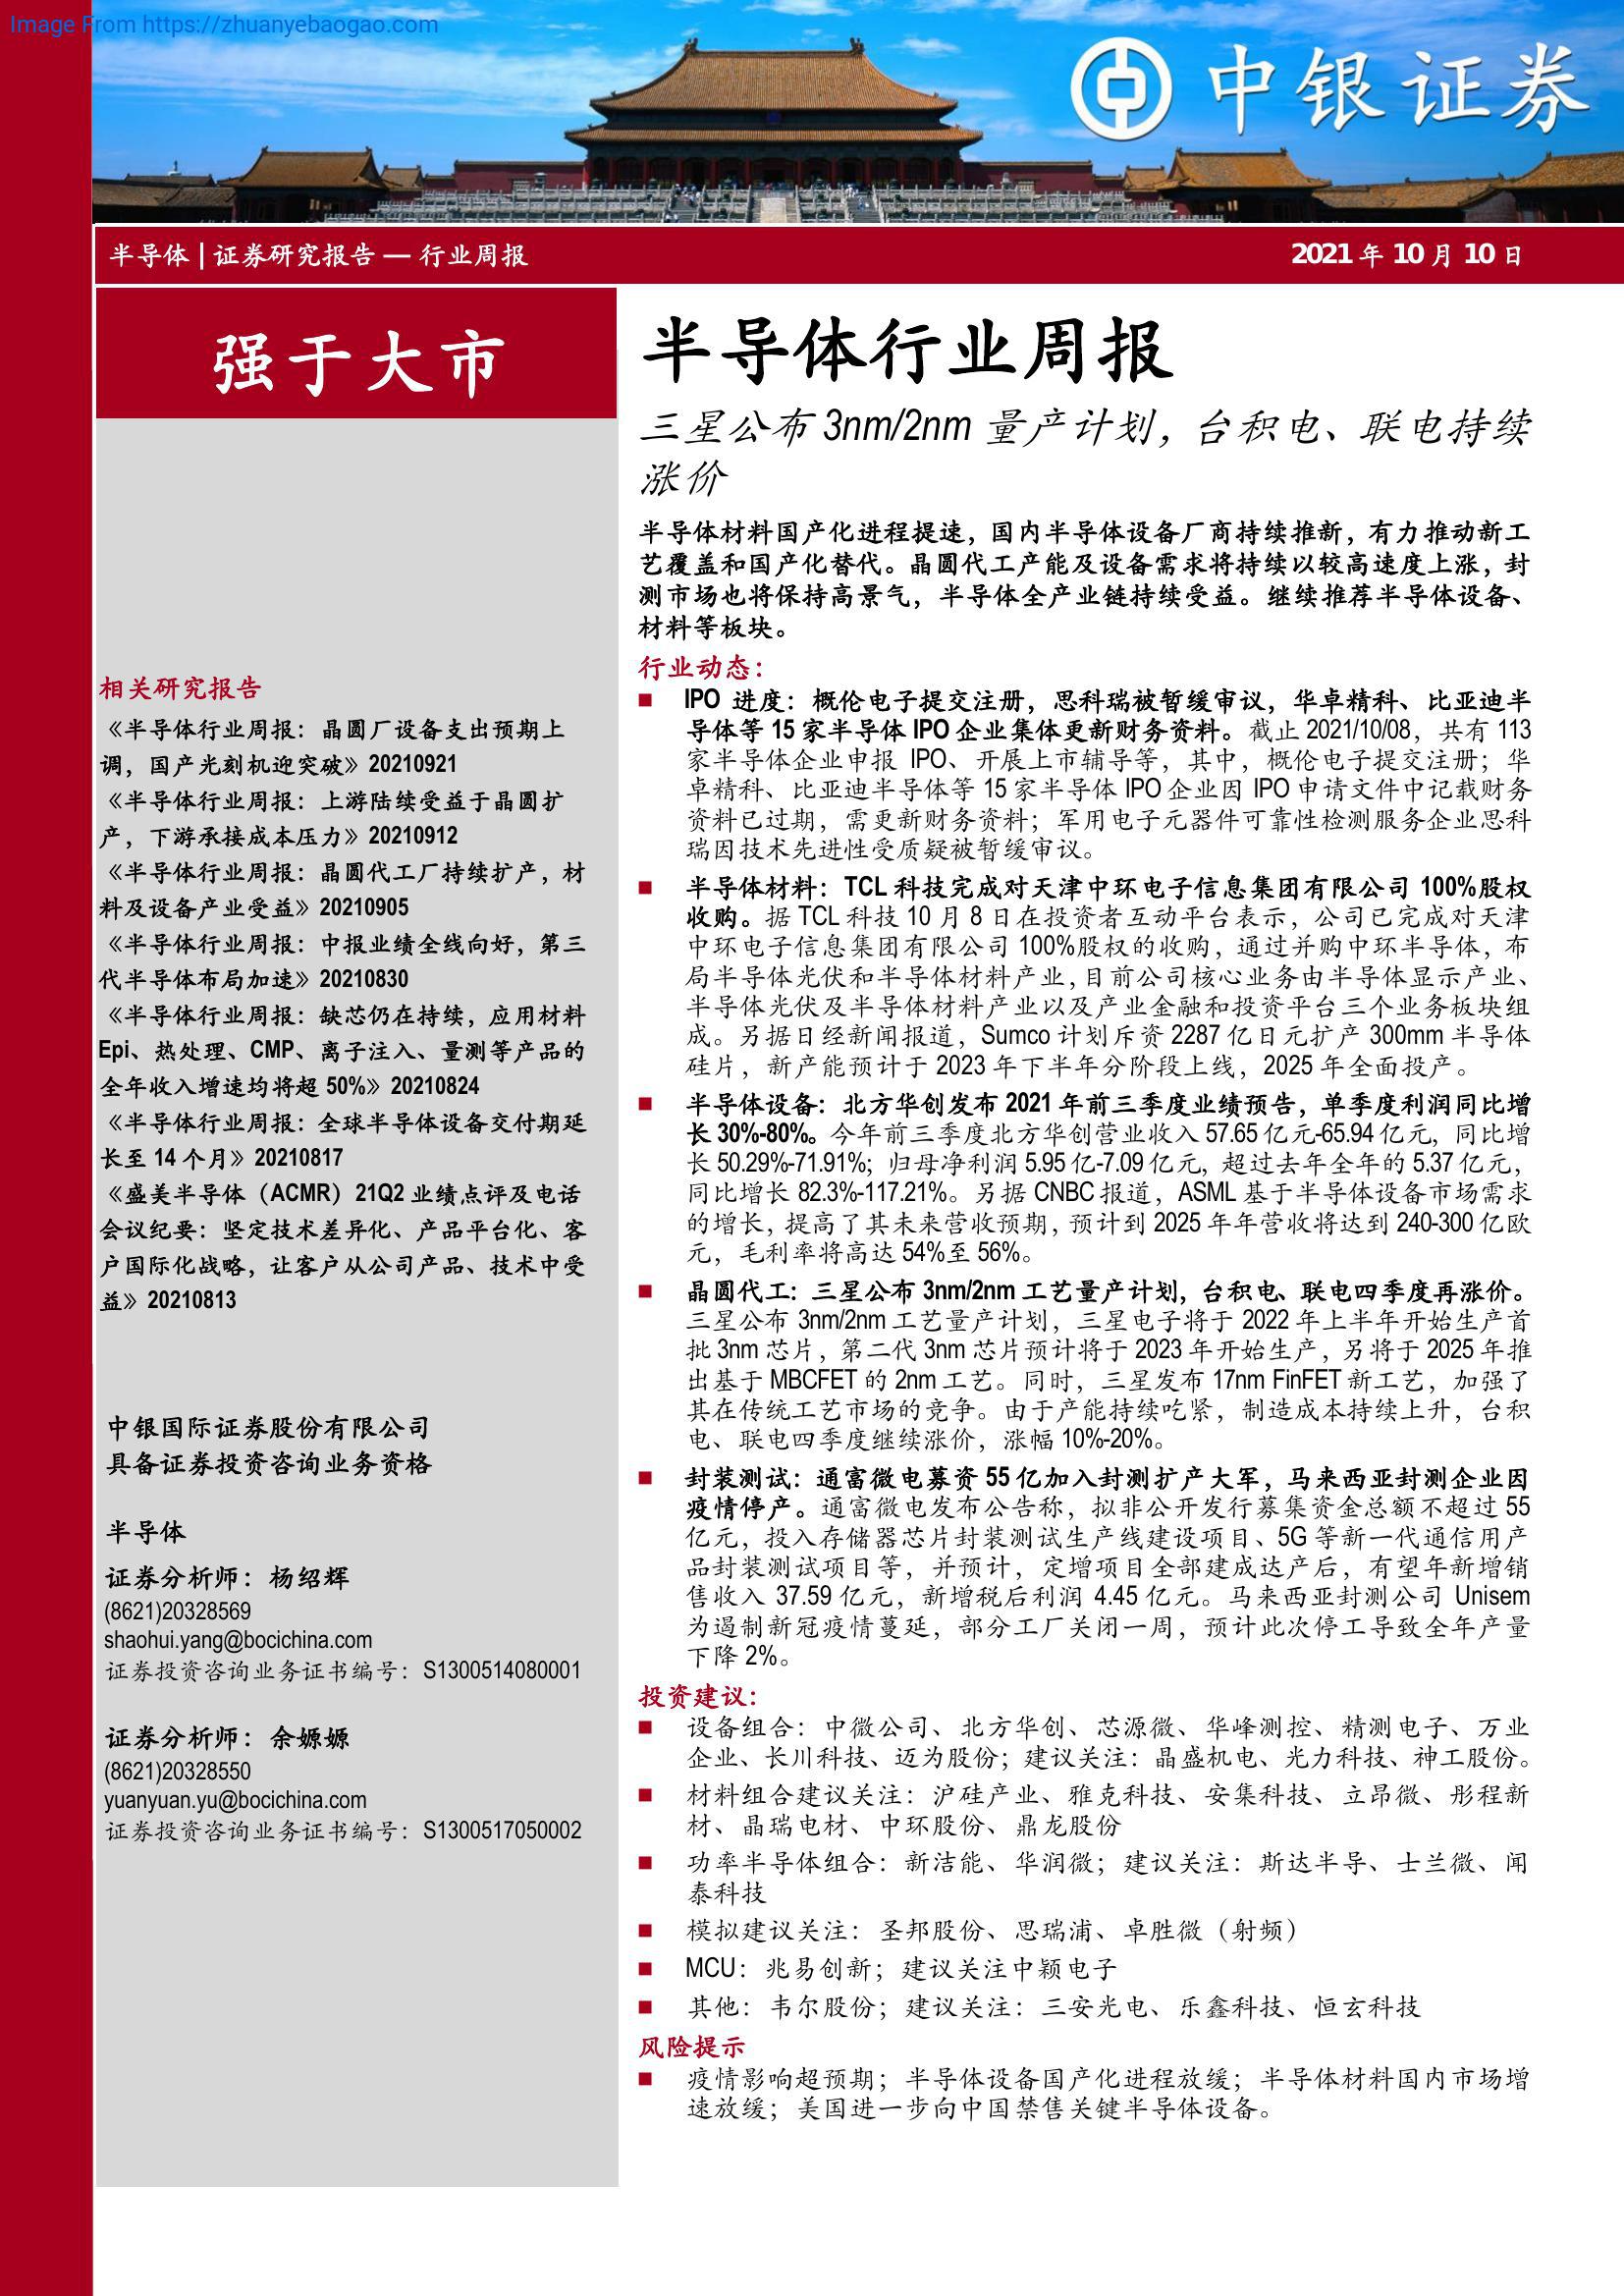 Image From https://zhuanyebaogao.com
中银证券
半导体 | 证券研究报告 — 行业周报
2021 年 10 月 10 日
强于大市
相关研究报告
《半导体行业周报：晶圆厂设备支出预期上
调，国产光刻机迎突破》20210921
《半导体行业周报：上游陆续受益于晶圆扩
产，下游承接成本压力》20210912
《半导体行业周报：晶圆代工厂持续扩产，材
料及设备产业受益》20210905
《半导体行业周报：中报业绩全线向好，第三
代半导体布局加速》20210830
《半导体行业周报：缺芯仍在持续，应用材料
Epi、热处理、CMP、离子注入、量测等产品的
全年收入增速均将超 50%》20210824
《半导体行业周报：全球半导体设备交付期延
长至 14 个月》20210817
《盛美半导体（ACMR）21Q2 业绩点评及电话
会议纪要：坚定技术差异化、产品平台化、客
户国际化战略，让客户从公司产品、技术中受
益》20210813
中银国际证券股份有限公司
具备证券投资咨询业务资格
半导体
证券分析师：杨绍辉
(8621)20328569
shaohui.yang@bocichina.com
证券投资咨询业务证书编号：S1300514080001
证券分析师：余嫄嫄
(8621)20328550
yuanyuan.yu@bocichina.com
证券投资咨询业务证书编号：S1300517050002
半导体行业周报
三星公布 3nm/2nm 量产计划，台积电、联电持续
涨价
半导体材料国产化进程提速，国内半导体设备厂商持续推新，有力推动新工
艺覆盖和国产化替代。晶圆代工产能及设备需求将持续以较高速度上涨，封
测市场也将保持高景气，半导体全产业链持续受益。继续推荐半导体设备、
材料等板块。
行业动态：
■ IPO 进度：概伦电子提交注册，思科瑞被暂缓审议，华卓精科、比亚迪半
导体等 15 家半导体 IPO 企业集体更新财务资料。截止 2021/10/08，共有 113
家半导体企业申报 IPO、开展上市辅导等，其中，概伦电子提交注册；华
卓精科、比亚迪半导体等 15 家半导体 IPO 企业因 IPO 申请文件中记载财务
资料已过期，需更新财务资料；军用电子元器件可靠性检测服务企业思科
瑞因技术先进性受质疑被暂缓审议。
■ 半导体材料：TCL 科技完成对天津中环电子信息集团有限公司 100%股权
收购。据 TCL 科技 10 月 8 日在投资者互动平台表示，公司已完成对天津
中环电子信息集团有限公司 100%股权的收购，通过并购中环半导体，布
局半导体光伏和半导体材料产业，目前公司核心业务由半导体显示产业、
半导体光伏及半导体材料产业以及产业金融和投资平台三个业务板块组
成。另据日经新闻报道，Sumco 计划斥资 2287 亿日元扩产 300mm 半导体
硅片，新产能预计于 2023 年下半年分阶段上线，2025 年全面投产。
■ 半导体设备：北方华创发布 2021 年前三季度业绩预告，单季度利润同比增
长 30%-80%。今年前三季度北方华创营业收入 57.65 亿元-65.94 亿元，同比增
长 50.29%-71.91%；归母净利润 5.95 亿-7.09 亿元，超过去年全年的 5.37 亿元，
同比增长 82.3%-117.21%。另据 CNBC 报道，ASML 基于半导体设备市场需求
的增长，提高了其未来营收预期，预计到 2025 年年营收将达到 240-300 亿欧
元，毛利率将高达 54%至 56%。
■ 晶圆代工：三星公布 3nm/2nm 工艺量产计划，台积电、联电四季度再涨价。
三星公布 3nm/2nm 工艺量产计划，三星电子将于 2022 年上半年开始生产首
批 3nm 芯片，第二代 3nm 芯片预计将于 2023 年开始生产，另将于 2025 年推
出基于 MBCFET 的 2nm 工艺。同时，三星发布 17nm FinFET 新工艺，加强了
其在传统工艺市场的竞争。由于产能持续吃紧，制造成本持续上升，台积
电、联电四季度继续涨价，涨幅 10%-20%。
■ 封装测试：通富微电募资 55 亿加入封测扩产大军，马来西亚封测企业因
疫情停产。通富微电发布公告称，拟非公开发行募集资金总额不超过 55
亿元，投入存储器芯片封装测试生产线建设项目、5G 等新一代通信用产
品封装测试项目等，并预计，定增项目全部建成达产后，有望年新增销
售收入 37.59 亿元，新增税后利润 4.45 亿元。马来西亚封测公司 Unisem
为遏制新冠疫情蔓延，部分工厂关闭一周，预计此次停工导致全年产量
下降 2%。
投资建议：
■ 设备组合：中微公司、北方华创、芯源微、华峰测控、精测电子、万业
企业、长川科技、迈为股份；建议关注：晶盛机电、光力科技、神工股份。
■ 材料组合建议关注：沪硅产业、雅克科技、安集科技、立昂微、彤程新
材、晶瑞电材、中环股份、鼎龙股份
■ 功率半导体组合：新洁能、华润微；建议关注：斯达半导、士兰微、闻
泰科技
■ 模拟建议关注：圣邦股份、思瑞浦、卓胜微（射频）
■ MCU：兆易创新；建议关注中颖电子
■ 其他：韦尔股份；建议关注：三安光电、乐鑫科技、恒玄科技
风险提示
■ 疫情影响超预期；半导体设备国产化进程放缓；半导体材料国内市场增
速放缓；美国进一步向中国禁售关键半导体设备。